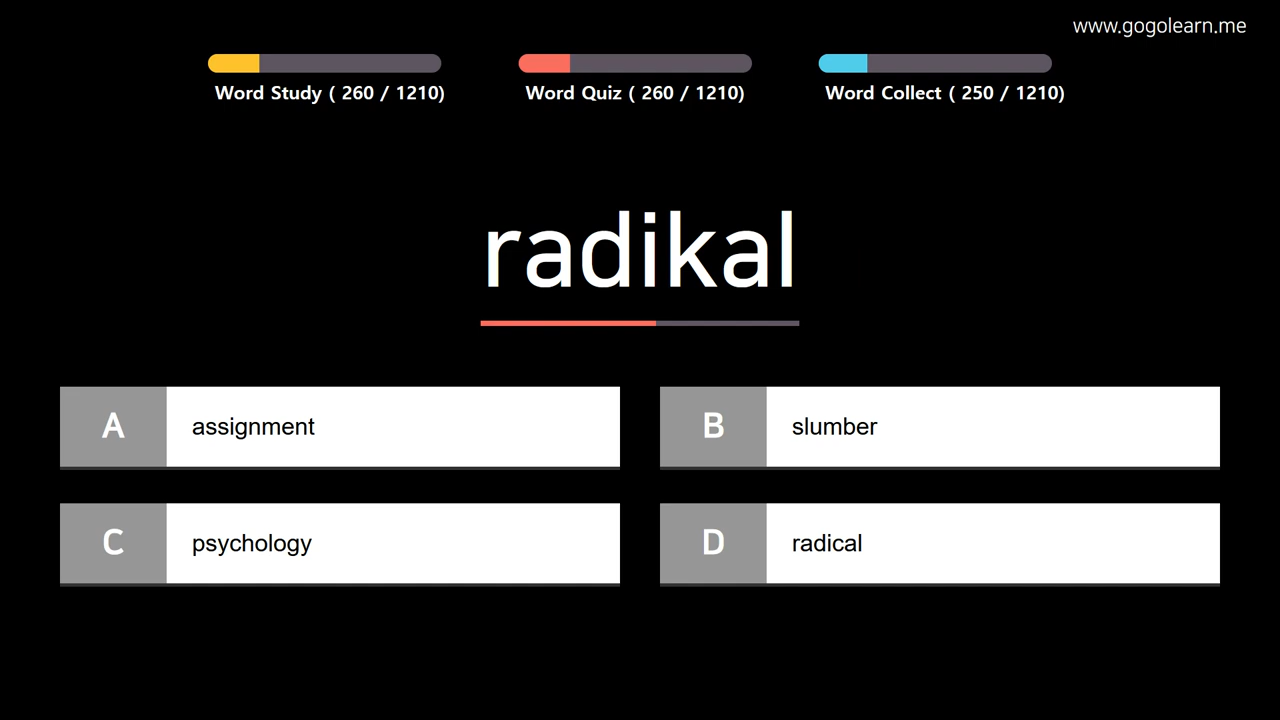 www.gogolearn.me
Word Study ( 260 / 1210)
Word Quiz ( 260 / 1210)
Word Collect ( 250 / 1210)
radikal
A
assignment
B
slumber
C
psychology
D
radical